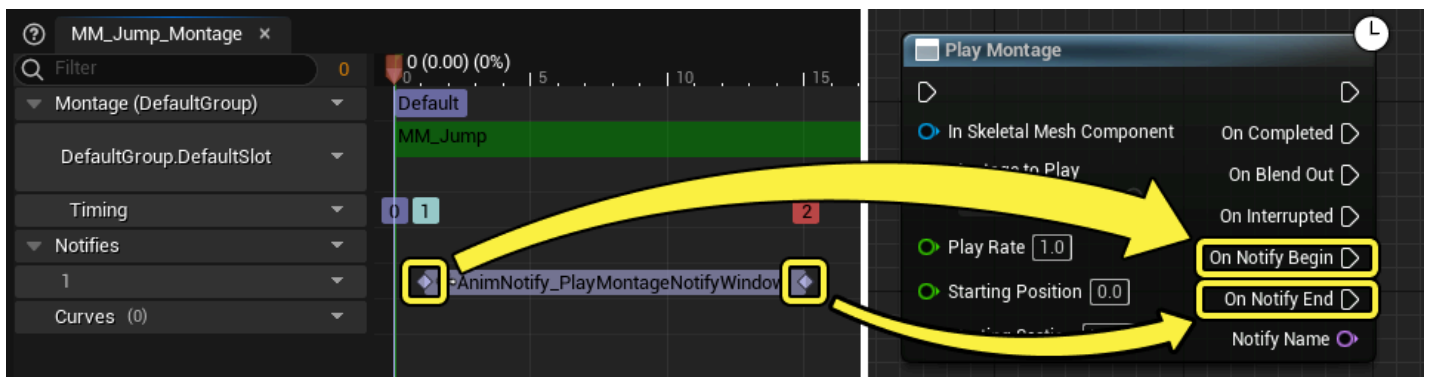 MM_Jump_Montage ×
Filter 0
0 (0.00) (0%)
0 5 10 15
Montage (DefaultGroup)
Default
MM_Jump
DefaultGroup.DefaultSlot
Timing
0 1 2
Notifies
1
AnimNotify_PlayMontageNotifyWindow
Curves (0)
Play Montage
In Skeletal Mesh Component
On Completed
to Play
On Blend Out
On Interrupted
Play Rate 1.0
On Notify Begin
Starting Position 0.0
On Notify End
Notify Name